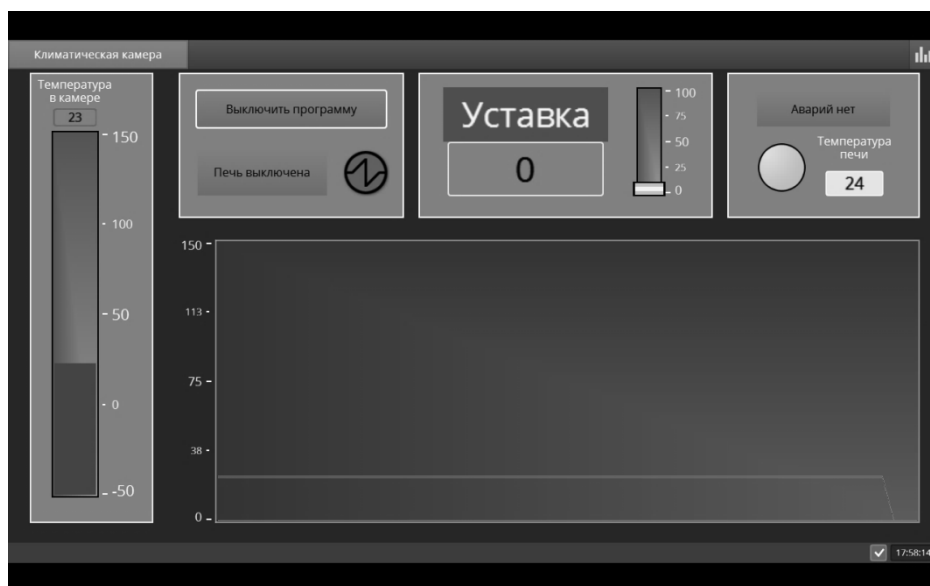 Климатическая камера
Температура
в камере
23
150
100
50
0
-50
Выключить программу
Печь выключена
Уставка
0
100
75
50
25
0
Аварий нет
Температура
печи
24
150
113
75
38
0
17:58:14